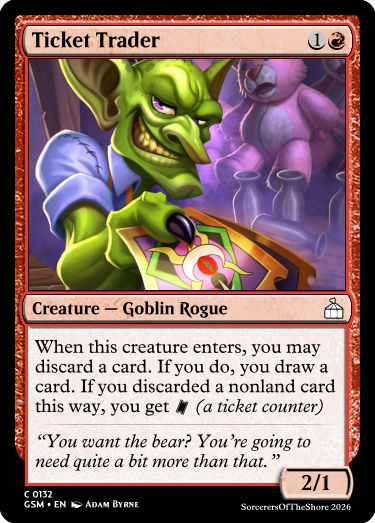 Ticket Trader 1
Creature — Goblin Rogue
When this creature enters, you may
discard a card. If you do, you draw a
card. If you discarded a nonland card
this way, you get (a ticket counter)
“You want the bear? You’re going to
need quite a bit more than that.”
2/1
C 0132
GSM • EN Adam Byrne
SorcerersOfTheShore 2026